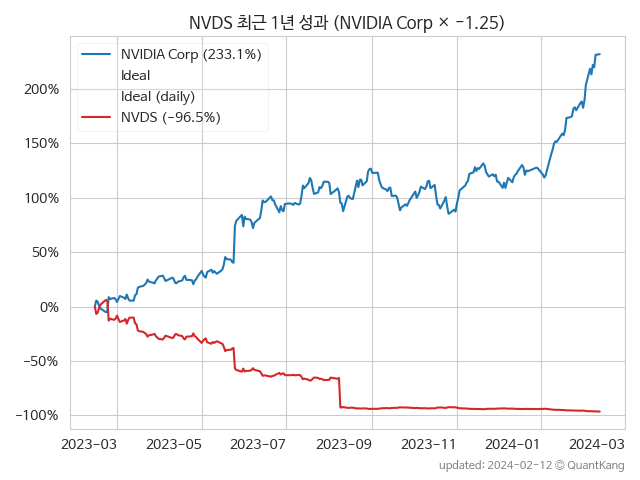 NVDS 최근 1년 성과 (NVIDIA Corp × −1.25)
NVIDIA Corp (233.1%)
Ideal
Ideal (daily)
NVDS (−96.5%)
200%
150%
100%
50%
0%
−50%
−100%
2023−03 2023−05 2023−07 2023−09 2023−11 2024−01 2024−03
updated: 2024−02−12 © QuantKang